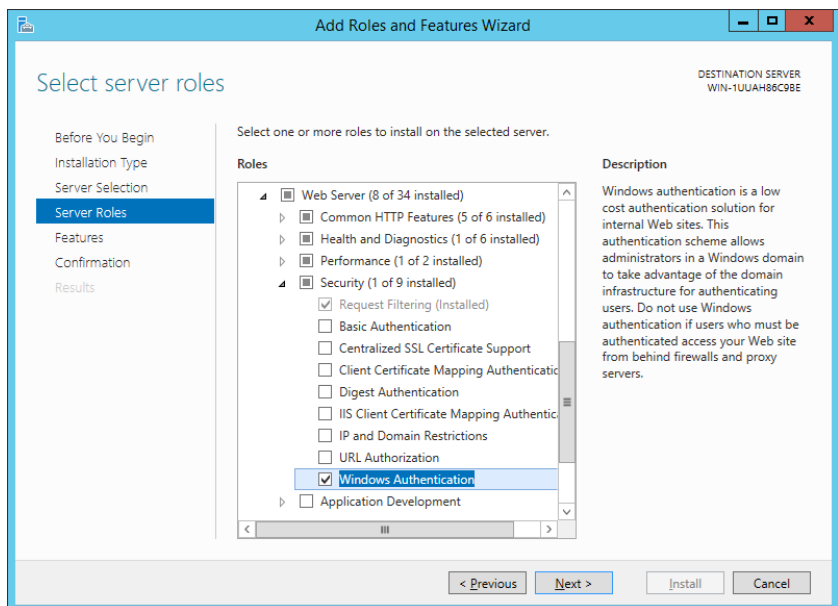 Add Roles and Features Wizard
Select server roles
DESTINATION SERVER
WIN-1UUAH86C9BE
Before You Begin
Installation Type
Server Selection
Server Roles
Features
Confirmation
Results
Select one or more roles to install on the selected server.
Roles
Web Server (8 of 34 installed)
Common HTTP Features (5 of 6 installed)
Health and Diagnostics (1 of 6 installed)
Performance (1 of 2 installed)
Security (1 of 9 installed)
Request Filtering (Installed)
Basic Authentication
Centralized SSL Certificate Support
Client Certificate Mapping Authenticatic
Digest Authentication
IIS Client Certificate Mapping Authentic
IP and Domain Restrictions
URL Authorization
Windows Authentication
Application Development
Description
Windows authentication is a low
cost authentication solution for
internal Web sites. This
authentication scheme allows
administrators in a Windows domain
to take advantage of the domain
infrastructure for authenticating
users. Do not use Windows
authentication if users who must be
authenticated access your Web site
from behind firewalls and proxy
servers.
< Previous
Next >
Install
Cancel